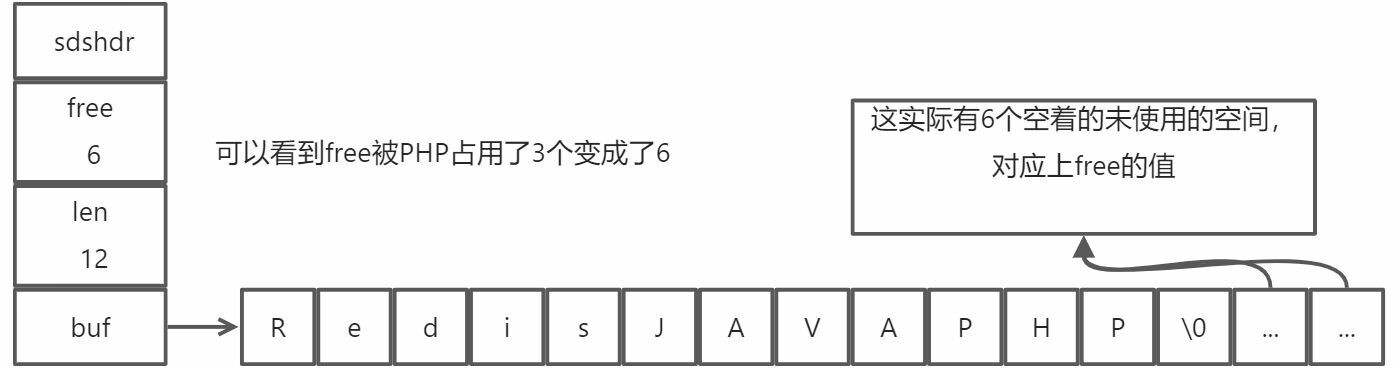 sdshdr
free
6
可以看到free被PHP占用了3个变成了6
这实际有6个空着的未使用的空间，
对应上free的值
len
12
buf
R e d i s J A V A P H P \0 ... ...